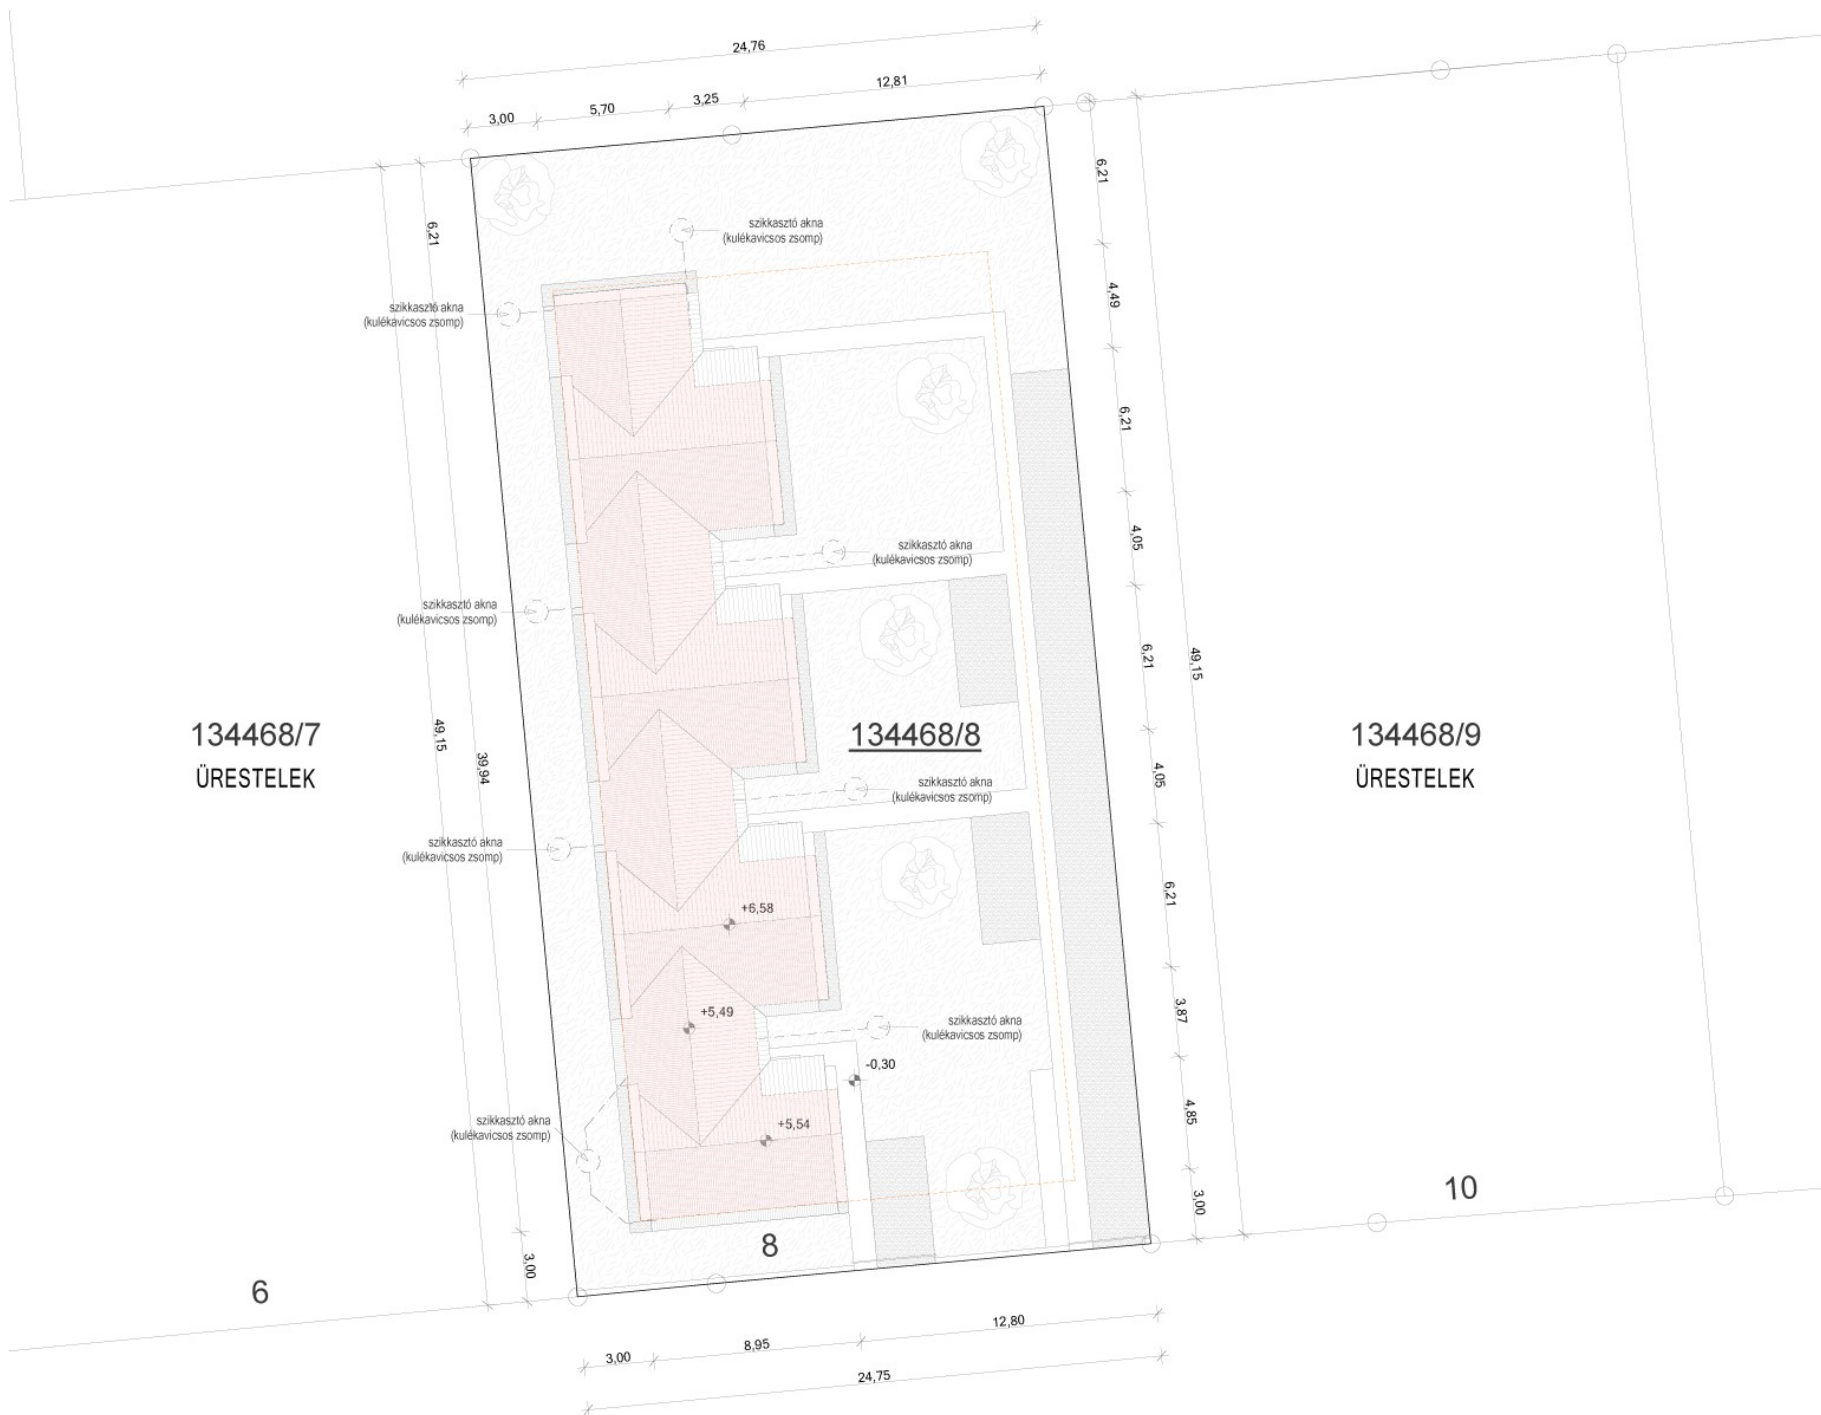 24,76
3,00
5,70
3,25
12,81
6,21
6,21
szikkasztó akna
(kulékavicsos zsomp)
szikkasztó akna
(kulékavicsos zsomp)
4,49
6,21
4,05
szikkasztó akna
(kulékavicsos zsomp)
szikkasztó akna
(kulékavicsos zsomp)
6,21
49,15
134468/7
ÜRESTELEK
49,15
39,94
134468/8
134468/9
ÜRESTELEK
4,05
szikkasztó akna
(kulékavicsos zsomp)
szikkasztó akna
(kulékavicsos zsomp)
6,21
+6,58
+5,49
szikkasztó akna
(kulékavicsos zsomp)
3,87
-0,30
szikkasztó akna
(kulékavicsos zsomp)
+5,54
4,85
3,00
10
8
3,00
6
12,80
8,95
3,00
24,75